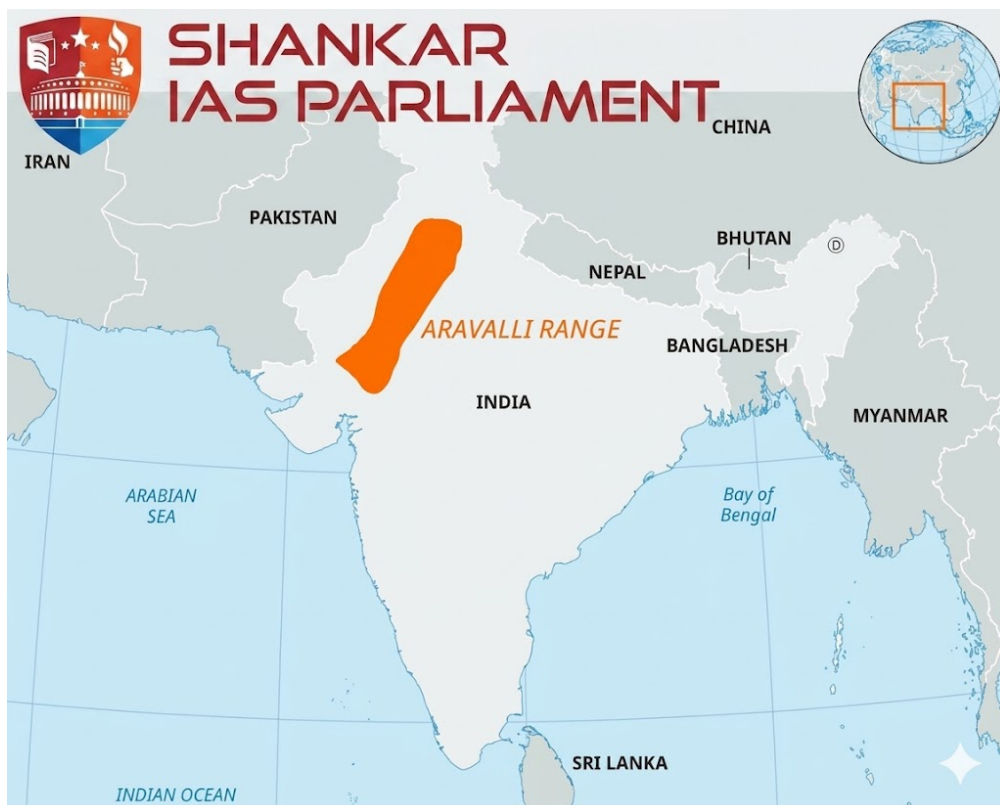 SHANKAR
IAS PARLIAMENT
CHINA
IRAN
PAKISTAN
BHUTAN
Ⓓ
NEPAL
ARAVALLI RANGE
BANGLADESH
INDIA
MYANMAR
ARABIAN
SEA
Bay of
Bengal
SRI LANKA
INDIAN OCEAN